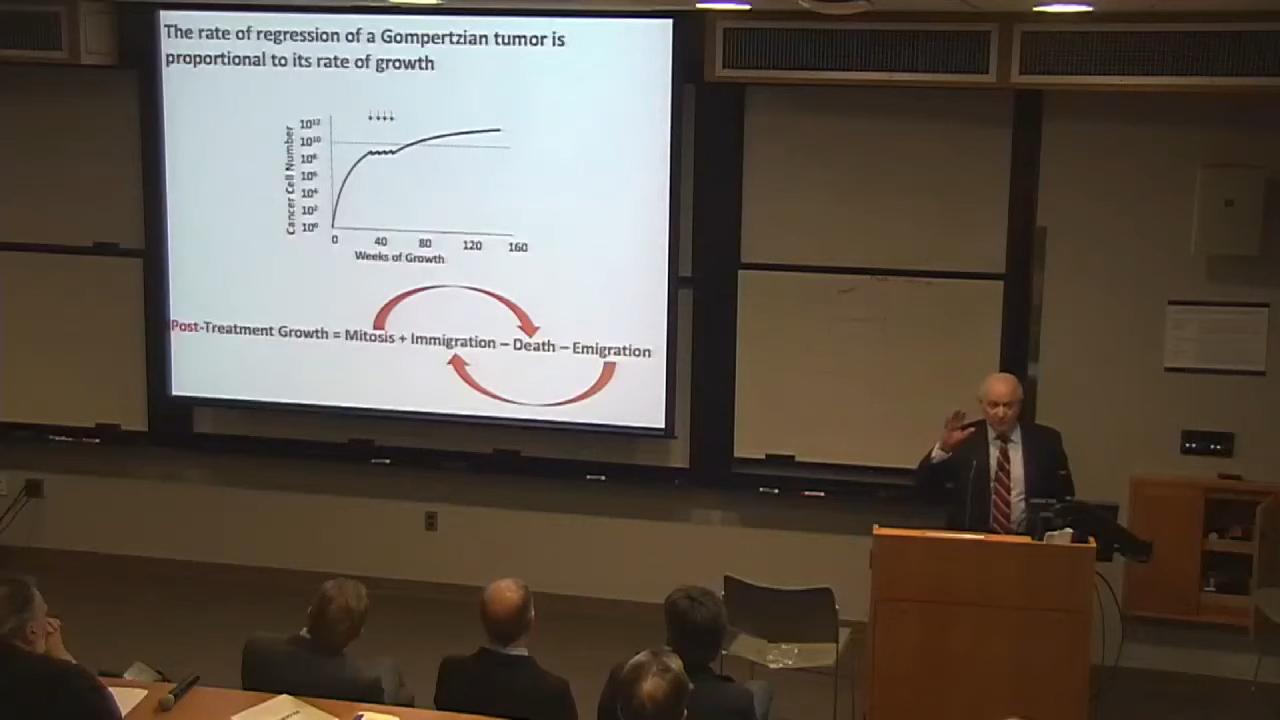 The rate of regression of a Gompertzian tumor is
proportional to its rate of growth
Cancer Cell Number
10¹²
10¹⁰
10⁸
10⁶
10⁴
10²
10⁰
0 40 80 120 160
Weeks of Growth
Post-Treatment Growth = Mitosis + Immigration – Death – Emigration